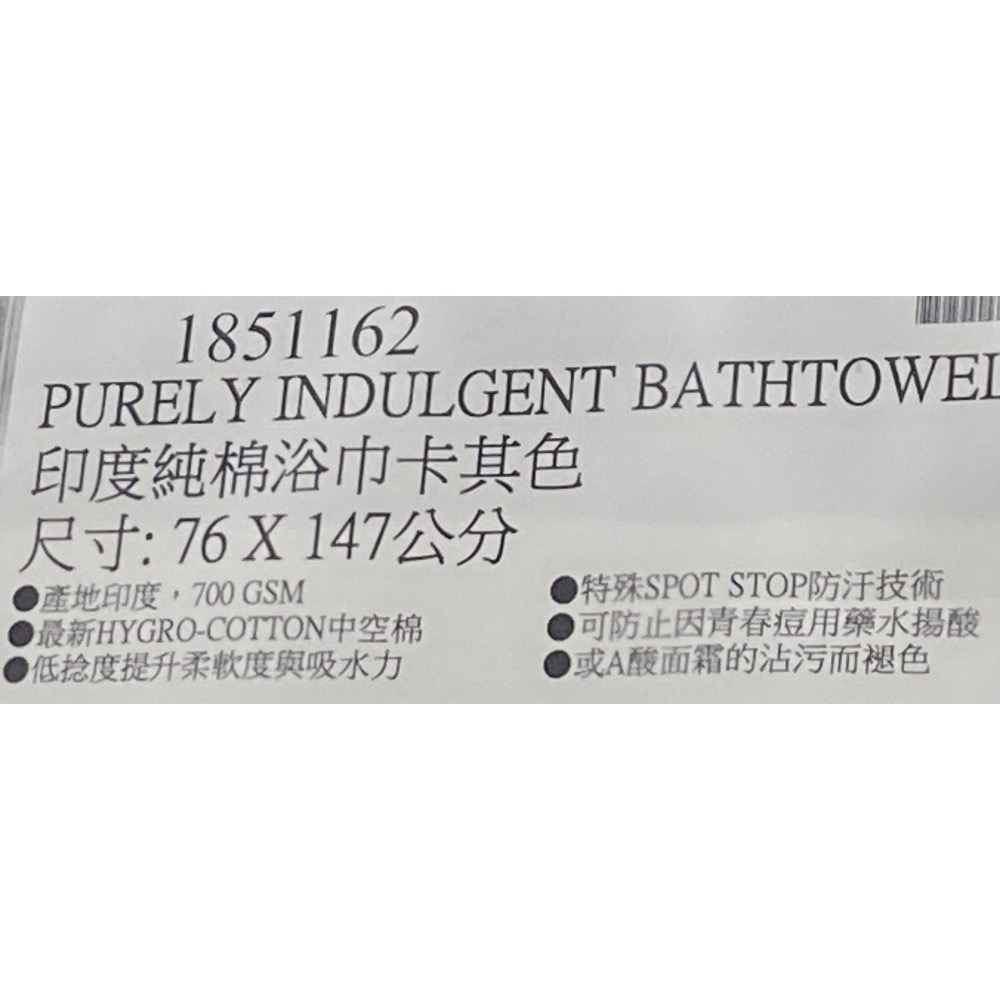 1851162
PURELY INDULGENT BATHTOWEL
印度純棉浴巾卡其色
尺寸: 76 X 147公分
●產地印度，700 GSM
●最新HYGRO-COTTON中空棉
●低捻度提升柔軟度與吸水力
●特殊SPOT STOP防汙技術
●可防止因青春痘用藥水揚酸
●或A酸面霜的沾污而褪色